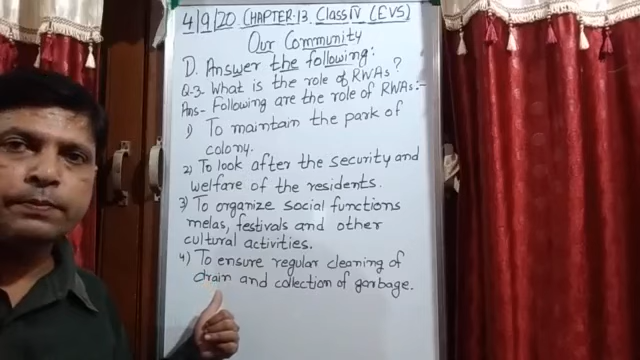 4/9/20 CHAPTER-13. Class IV (EVS)
Our Community
D. Answer the following:
Q.3- What is the role of RWAs?
Ans- Following are the role of RWAs:-
1) To maintain the park of
colony.
2) To look after the security and
welfare of the residents.
3) To organize social functions
melas, festivals and other
cultural activities.
4) To ensure regular cleaning of
drain and collection of garbage.